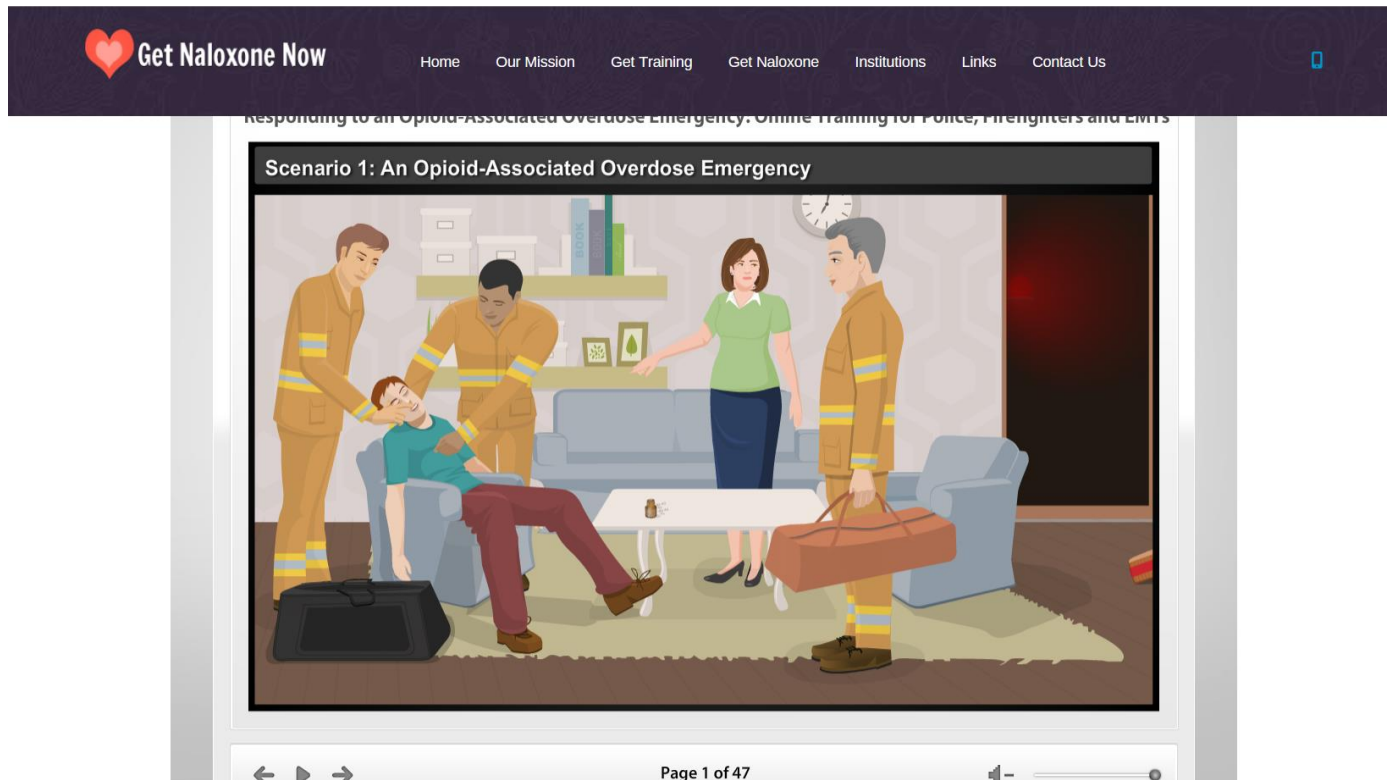 Get Naloxone Now
Home Our Mission Get Training Get Naloxone Institutions Links Contact Us
Responding to an Opioid-Associated Overdose Emergency: Online Training for Police, Firefighters and EMTs
Scenario 1: An Opioid-Associated Overdose Emergency
BOOK
BOOK
Page 1 of 47